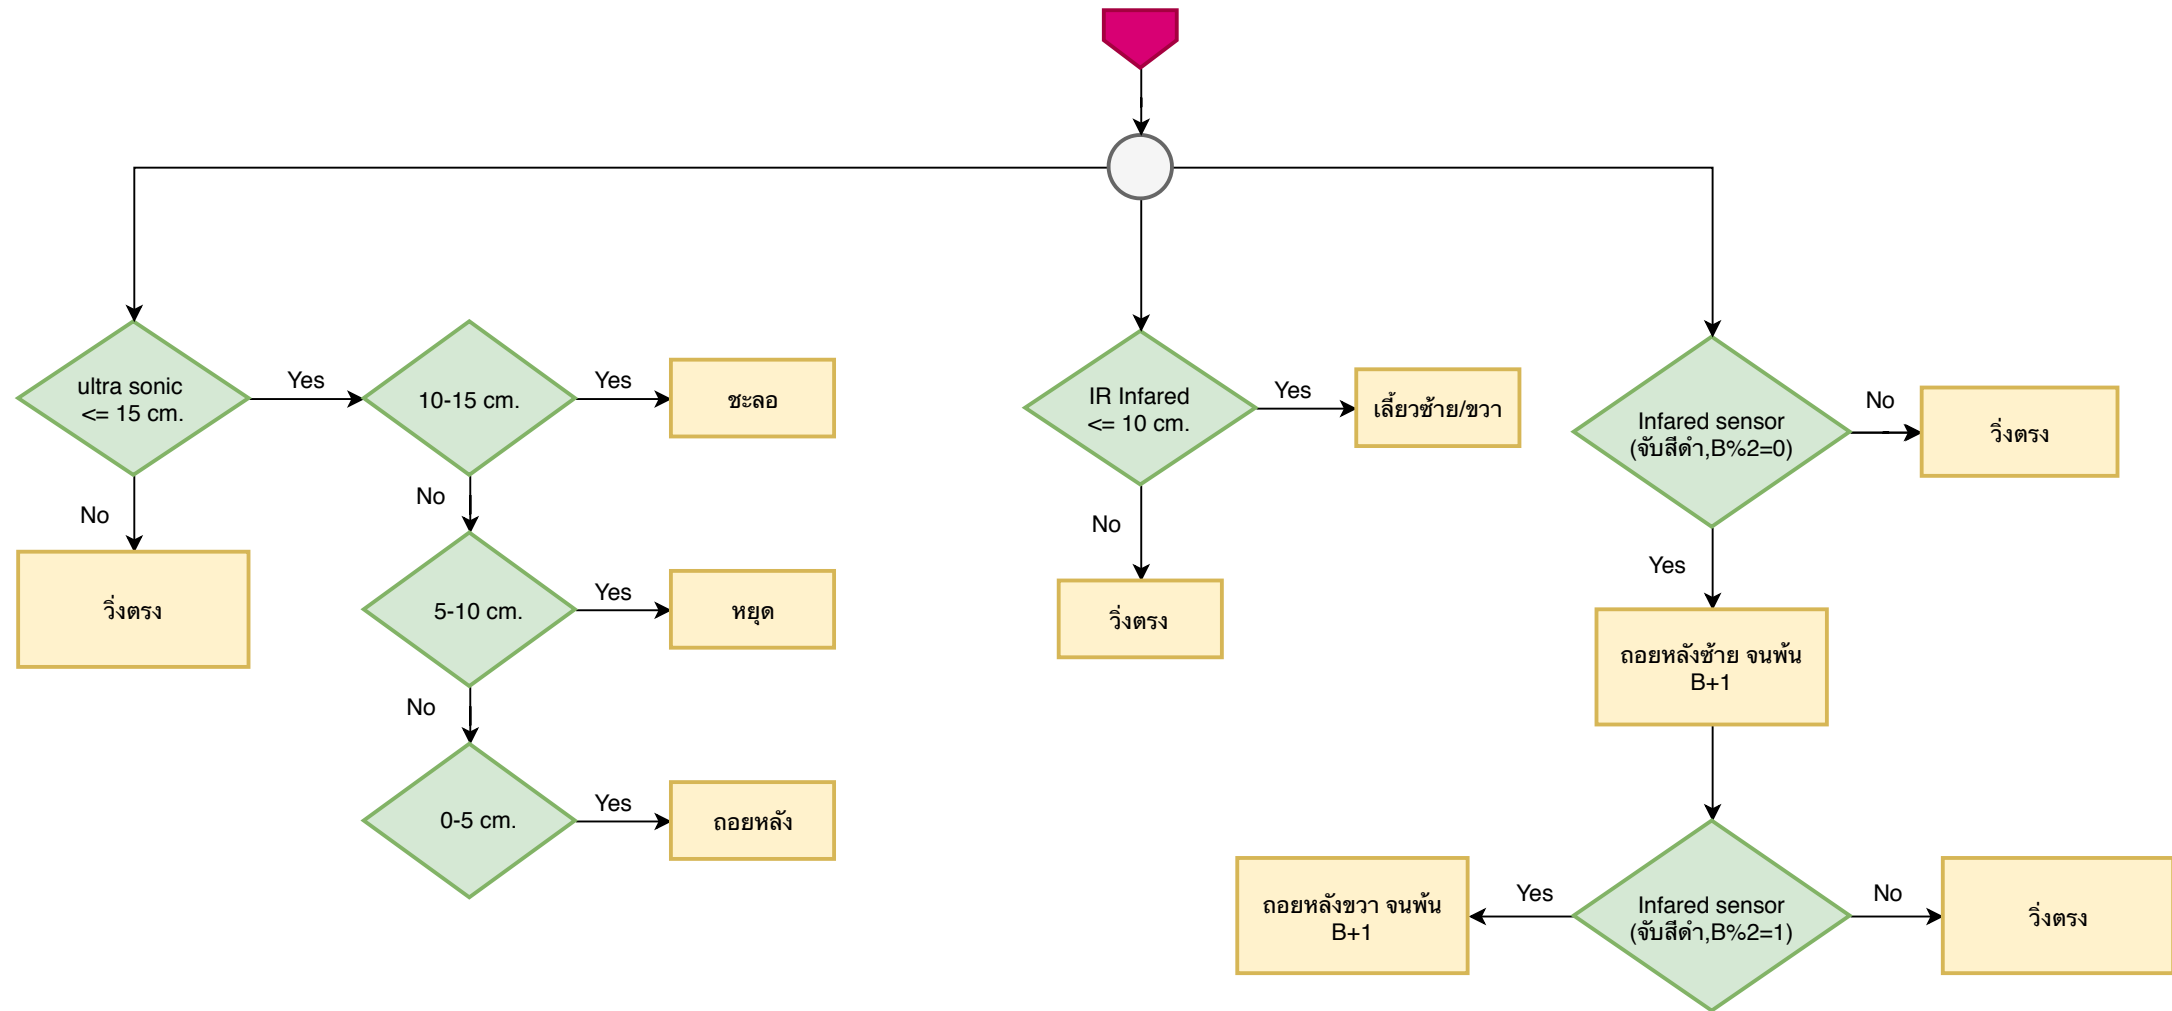 ultra sonic
<= 15 cm.
Yes
No
วิ่งตรง
10-15 cm.
Yes
ชะลอ
No
5-10 cm.
Yes
หยุด
No
0-5 cm.
Yes
ถอยหลัง
IR Infared
<= 10 cm.
Yes
เลี้ยวซ้าย/ขวา
No
วิ่งตรง
Infared sensor
(จับสีดำ,B%2=0)
No
วิ่งตรง
Yes
ถอยหลังซ้าย จนพ้น
B+1
Infared sensor
(จับสีดำ,B%2=1)
Yes
ถอยหลังขวา จนพ้น
B+1
No
วิ่งตรง